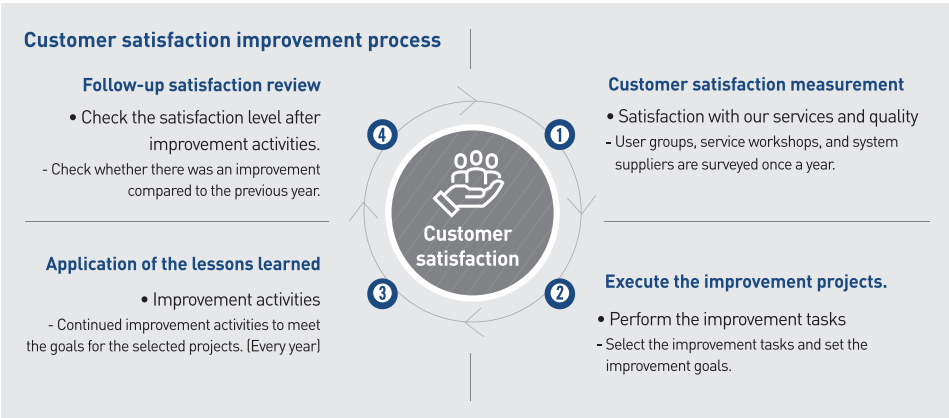 Customer satisfaction improvement process
Follow-up satisfaction review
• Check the satisfaction level after
improvement activities.
- Check whether there was an improvement
compared to the previous year.
4
1
Customer satisfaction measurement
• Satisfaction with our services and quality
- User groups, service workshops, and system
suppliers are surveyed once a year.
Customer
satisfaction
Application of the lessons learned
• Improvement activities
- Continued improvement activities to meet
the goals for the selected projects. (Every year)
3
2
Execute the improvement projects.
• Perform the improvement tasks
- Select the improvement tasks and set the
improvement goals.